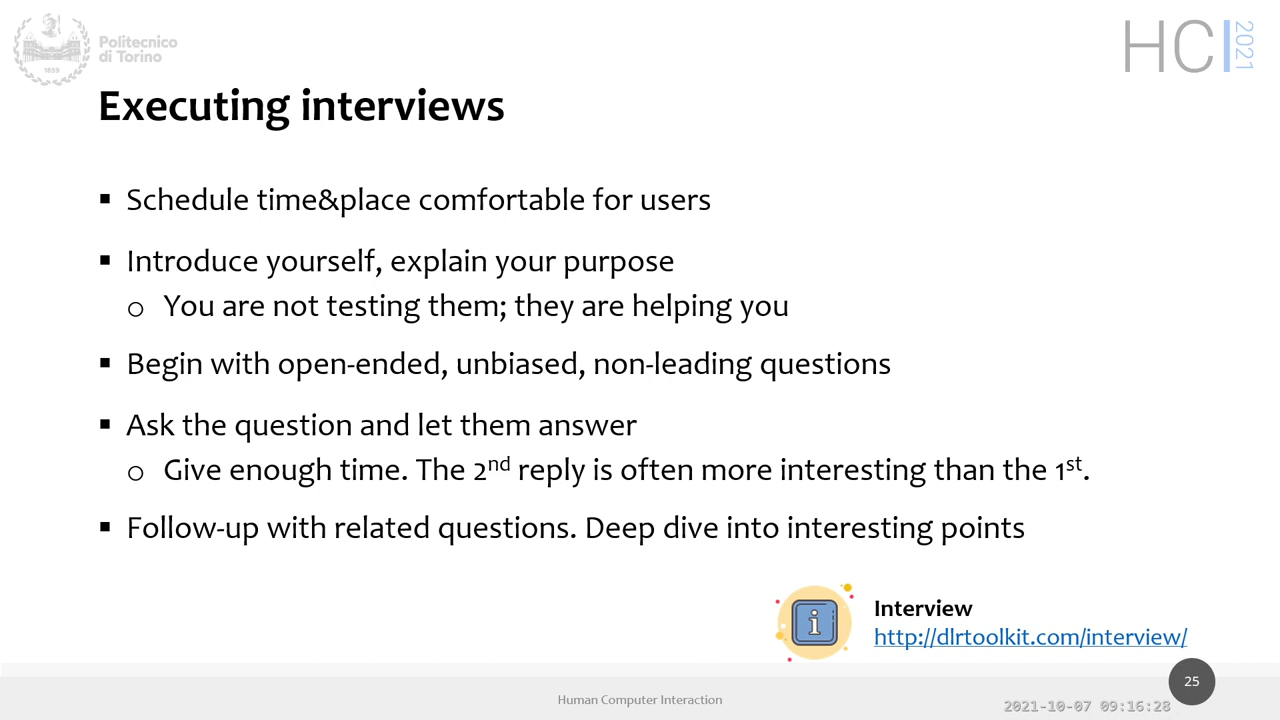 Politecnico
di Torino
1859
HCI 2021
Executing interviews
▪ Schedule time&place comfortable for users
▪ Introduce yourself, explain your purpose
o You are not testing them; they are helping you
▪ Begin with open-ended, unbiased, non-leading questions
▪ Ask the question and let them answer
o Give enough time. The 2nd reply is often more interesting than the 1st.
▪ Follow-up with related questions. Deep dive into interesting points
i
Interview
http://dlrtoolkit.com/interview/
25
Human Computer Interaction
2021-10-07 09:16:28